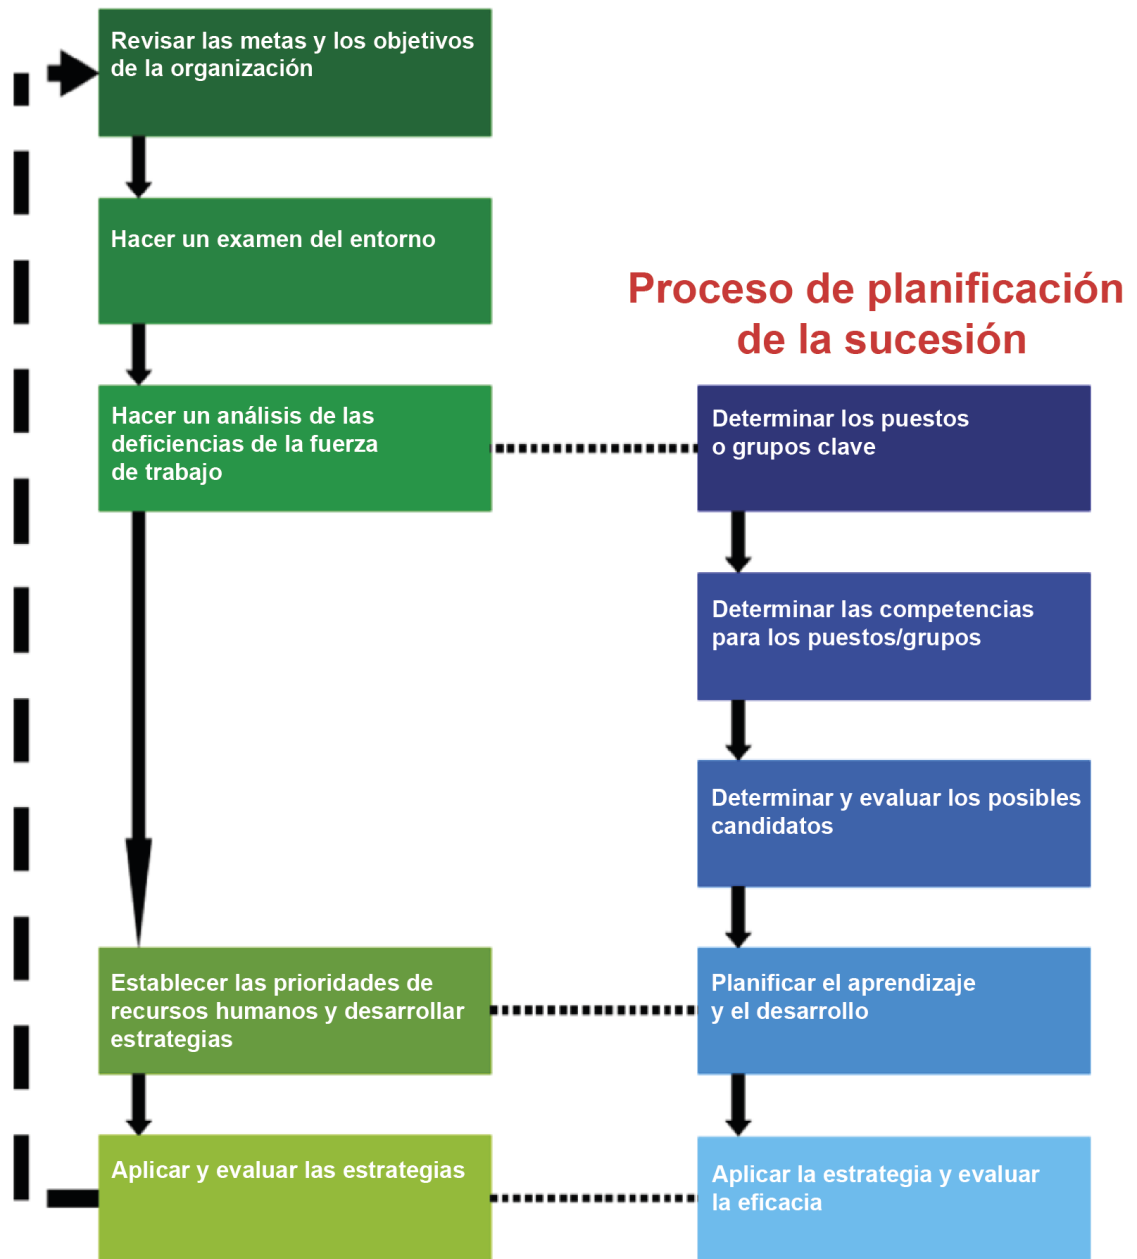 Revisar las metas y los objetivos
de la organización
Hacer un examen del entorno
Hacer un análisis de las
deficiencias de la fuerza
de trabajo
Establecer las prioridades de
recursos humanos y desarrollar
estrategias
Aplicar y evaluar las estrategias
Proceso de planificación
de la sucesión
Determinar los puestos
o grupos clave
Determinar las competencias
para los puestos/grupos
Determinar y evaluar los posibles
candidatos
Planificar el aprendizaje
y el desarrollo
Aplicar la estrategia y evaluar
la eficacia